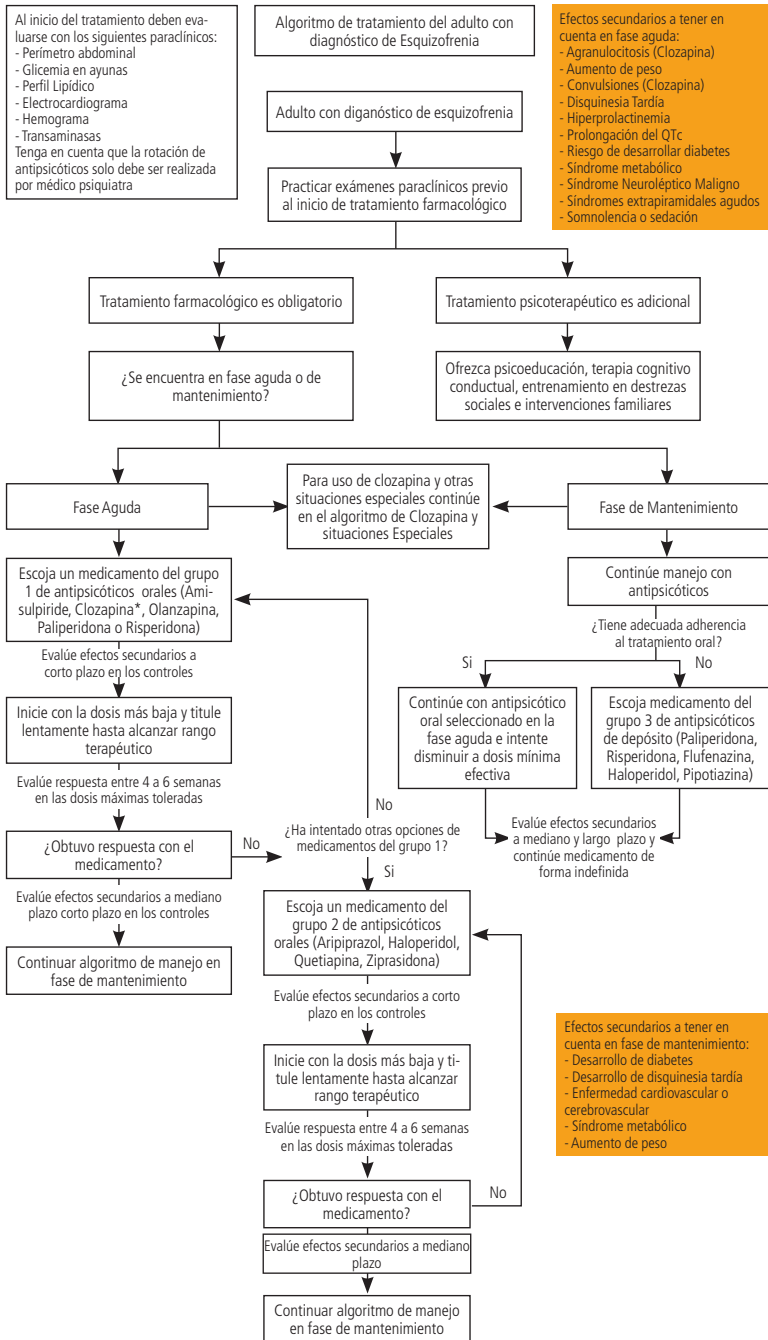 Al inicio del tratamiento deben eva-
luarse con los siguientes paraclínicos:
- Perímetro abdominal
- Glicemia en ayunas
- Perfil Lipídico
- Electrocardiograma
- Hemograma
- Transaminasas
Tenga en cuenta que la rotación de
antipsicóticos solo debe ser realizada
por médico psiquiatra
Algoritmo de tratamiento del adulto con
diagnóstico de Esquizofrenia
Efectos secundarios a tener en
cuenta en fase aguda:
- Agranulocitosis (Clozapina)
- Aumento de peso
- Convulsiones (Clozapina)
- Disquinesia Tardía
- Hiperprolactinemia
- Prolongación del QTc
- Riesgo de desarrollar diabetes
- Síndrome metabólico
- Síndrome Neuroléptico Maligno
- Síndromes extrapiramidales agudos
- Somnolencia o sedación
Adulto con diganóstico de esquizofrenia
Practicar exámenes paraclínicos previo
al inicio de tratamiento farmacológico
Tratamiento farmacológico es obligatorio
Tratamiento psicoterapéutico es adicional
¿Se encuentra en fase aguda o de
mantenimiento?
Ofrezca psicoeducación, terapia cognitivo
conductual, entrenamiento en destrezas
sociales e intervenciones familiares
Fase Aguda
Para uso de clozapina y otras
situaciones especiales continúe
en el algoritmo de Clozapina y
situaciones Especiales
Fase de Mantenimiento
Escoja un medicamento del grupo
1 de antipsicóticos orales (Ami-
sulpiride, Clozapina*, Olanzapina,
Paliperidona o Risperidona)
Evalúe efectos secundarios a
corto plazo en los controles
Inicie con la dosis más baja y titule
lentamente hasta alcanzar rango
terapéutico
Evalúe respuesta entre 4 a 6 semanas
en las dosis máximas toleradas
¿Obtuvo respuesta con el
medicamento?
No
Evalúe efectos secundarios a mediano
plazo corto plazo en los controles
Continuar algoritmo de manejo en
fase de mantenimiento
Continúe manejo con
antipsicóticos
¿Tiene adecuada adherencia
al tratamiento oral?
Si
No
Continúe con antipsicótico
oral seleccionado en la
fase aguda e intente
disminuir a dosis mínima
efectiva
Escoja medicamento del
grupo 3 de antipsicóticos
de depósito (Paliperidona,
Risperidona, Flufenazina,
Haloperidol, Pipotiazina)
Evalúe efectos secundarios
a mediano y largo plazo y
continúe medicamento de
forma indefinida
No
¿Ha intentado otras opciones de
medicamentos del grupo 1?
Si
Escoja un medicamento del
grupo 2 de antipsicóticos
orales (Aripiprazol, Haloperidol,
Quetiapina, Ziprasidona)
Evalúe efectos secundarios a corto
plazo en los controles
Inicie con la dosis más baja y ti-
tule lentamente hasta alcanzar
rango terapéutico
Evalúe respuesta entre 4 a 6 semanas
en las dosis máximas toleradas
¿Obtuvo respuesta con el
medicamento?
No
Evalúe efectos secundarios a mediano
plazo
Continuar algoritmo de manejo
en fase de mantenimiento
Efectos secundarios a tener en
cuenta en fase de mantenimiento:
- Desarrollo de diabetes
- Desarrollo de disquinesia tardía
- Enfermedad cardiovascular o
cerebrovascular
- Síndrome metabólico
- Aumento de peso